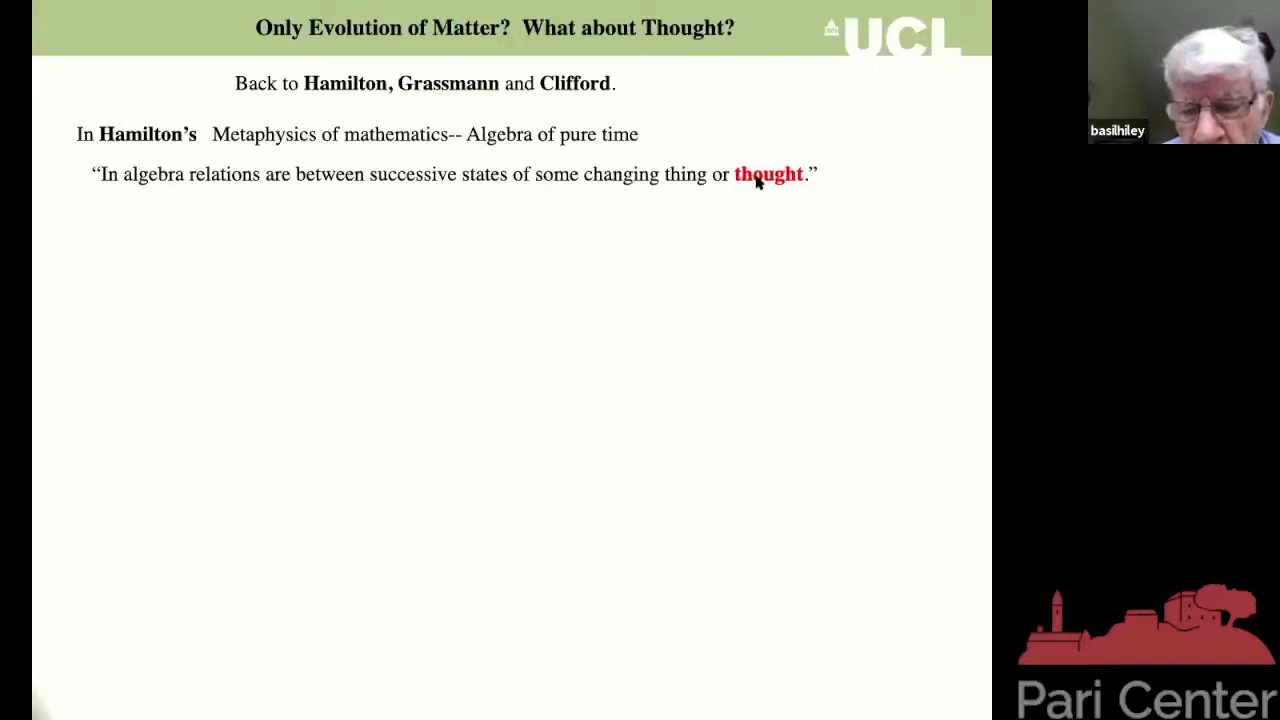 Only Evolution of Matter? What about Thought?
UCL
Back to Hamilton, Grassmann and Clifford.
In Hamilton's Metaphysics of mathematics-- Algebra of pure time
“In algebra relations are between successive states of some changing thing or thought.”
basilhiley
Pari Center